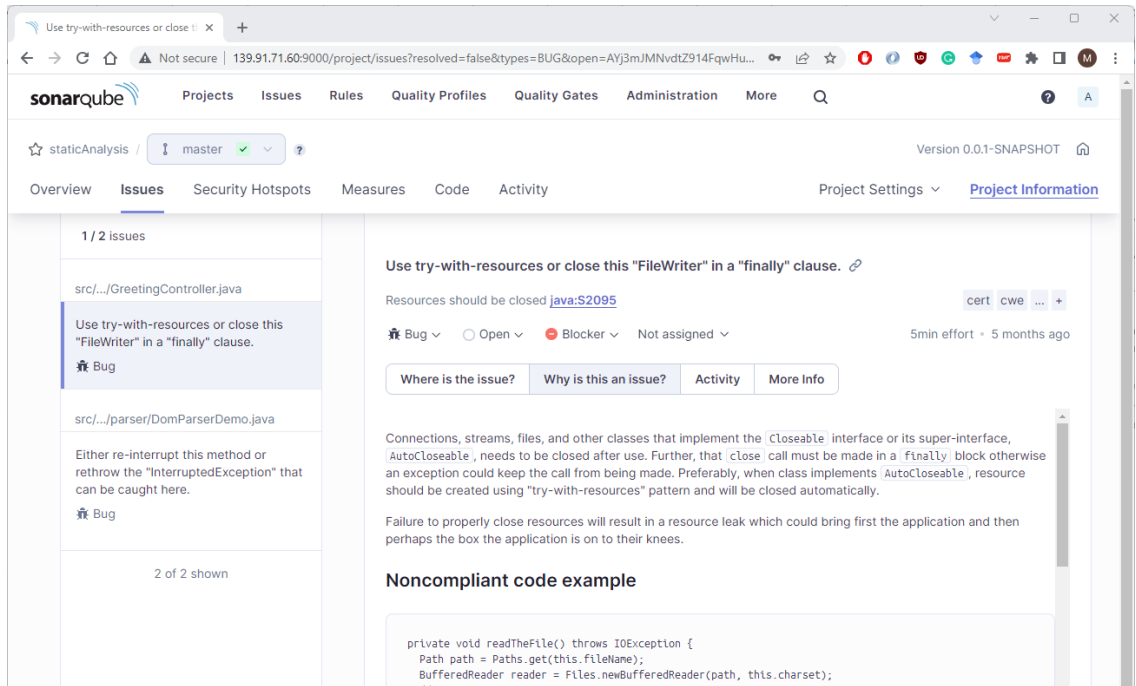 Use try-with-resources or close t
Not secure | 139.91.71.60:9000/project/issues?resolved=false&types=BUG&open=AYj3mJMNvdtZ914FqwHu...
M
sonarqube Projects Issues Rules Quality Profiles Quality Gates Administration More ? A
staticAnalysis / master ? Version 0.0.1-SNAPSHOT
Overview Issues Security Hotspots Measures Code Activity Project Settings Project Information
1 / 2 issues
src/.../GreetingController.java
Use try-with-resources or close this
"FileWriter" in a "finally" clause.
Bug
src/.../parser/DomParserDemo.java
Either re-interrupt this method or
rethrow the "InterruptedException" that
can be caught here.
Bug
2 of 2 shown
Use try-with-resources or close this "FileWriter" in a "finally" clause.
Resources should be closed java:S2095 cert cwe ... +
Bug Open Blocker Not assigned 5min effort • 5 months ago
Where is the issue? Why is this an issue? Activity More Info
Connections, streams, files, and other classes that implement the Closeable interface or its super-interface,
AutoCloseable, needs to be closed after use. Further, that close call must be made in a finally block otherwise
an exception could keep the call from being made. Preferably, when class implements AutoCloseable, resource
should be created using "try-with-resources" pattern and will be closed automatically.
Failure to properly close resources will result in a resource leak which could bring first the application and then
perhaps the box the application is on to their knees.
Noncompliant code example
private void readTheFile() throws IOException {
Path path = Paths.get(this.fileName);
BufferedReader reader = Files.newBufferedReader(path, this.charset);